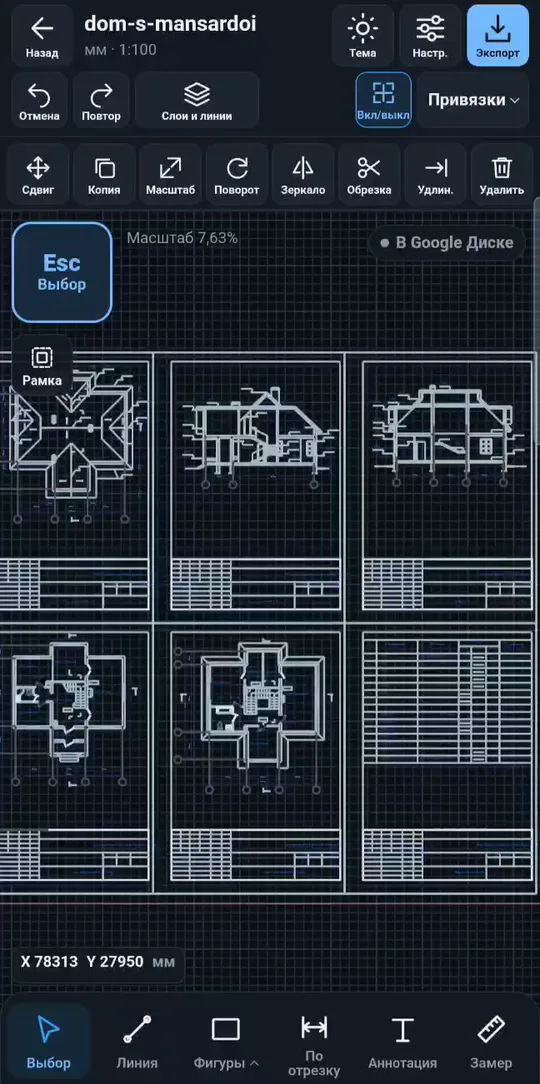 Назад
dom-s-mansardoi
мм · 1:100
Тема
Настр.
Экспорт
Отмена
Повтор
Слои и линии
Вкл/выкл
Привязки
Сдвиг
Копия
Масштаб
Поворот
Зеркало
Обрезка
Удлин.
Удалить
Esc
Выбор
Масштаб 7,63%
В Google Диске
Рамка
X 78313 Y 27950 мм
Выбор
Линия
Фигуры
По
отрезку
Аннотация
Замер